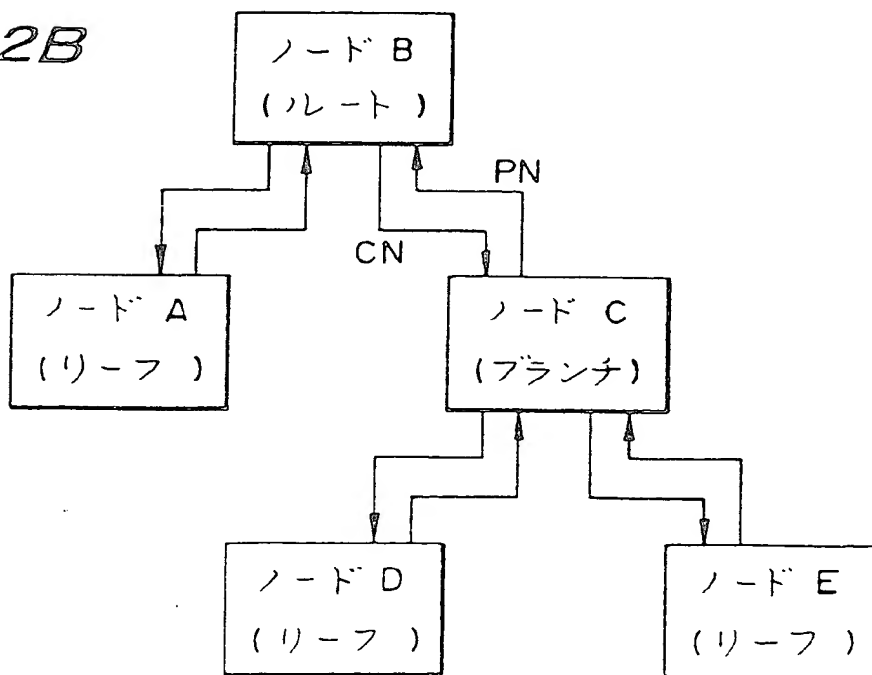 2B
ノード B
(ルート)
PN
CN
ノード A
(リーフ)
ノード C
(ブランチ)
ノード D
(リーフ)
ノード E
(リーフ)